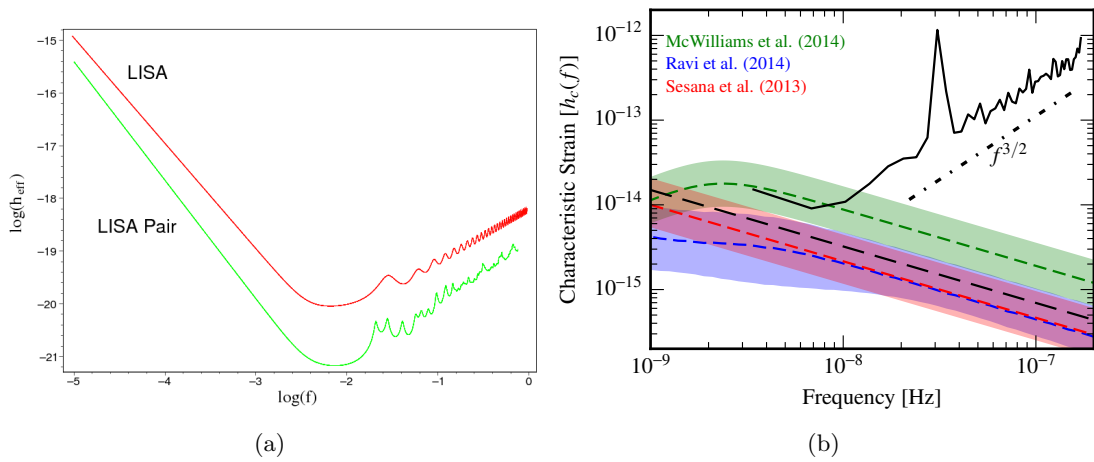 -15
-16
-17
-18
-19
-20
-21
log(h_eff)
LISA
LISA Pair
-5
-4
-3
-2
-1
0
log(f)
(a)
10^-12
10^-13
10^-14
10^-15
Characteristic Strain [h_c(f)]
McWilliams et al. (2014)
Ravi et al. (2014)
Sesana et al. (2013)
f^3/2
10^-9
10^-8
10^-7
Frequency [Hz]
(b)